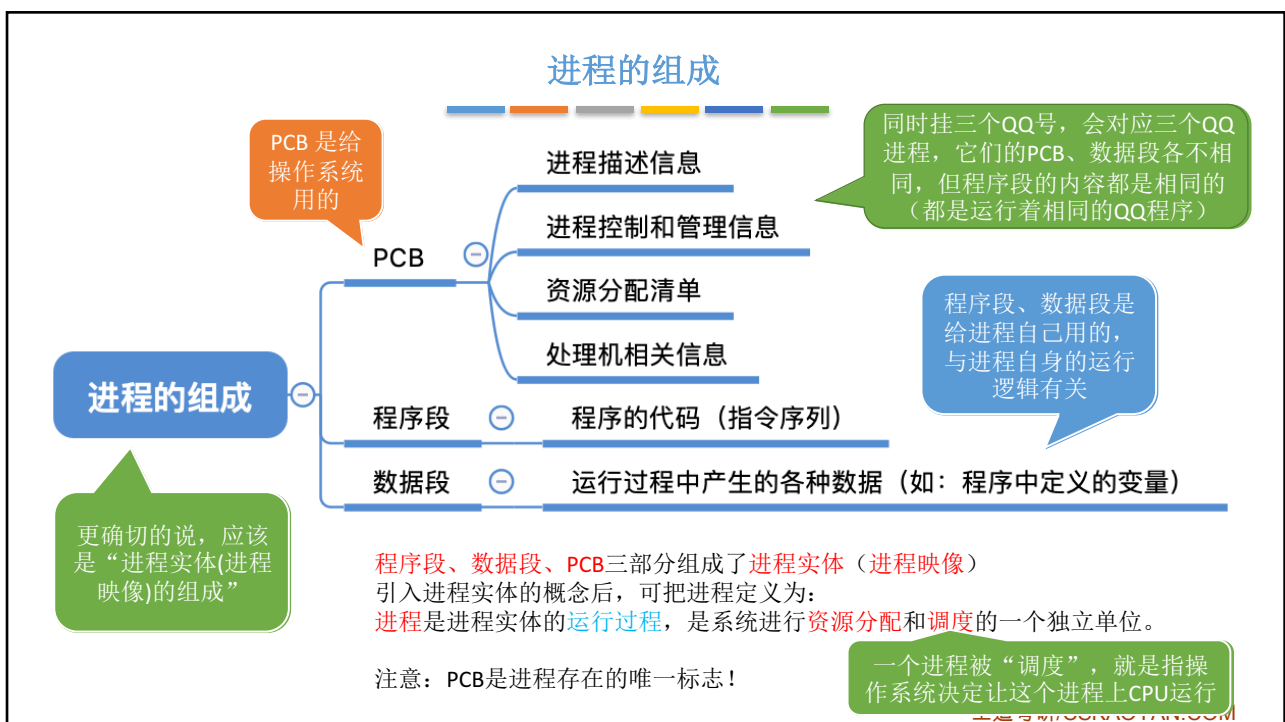 进程的组成
PCB 是给
操作系统
用的
同时挂三个QQ号，会对应三个QQ
进程，它们的PCB、数据段各不相
同，但程序段的内容都是相同的
（都是运行着相同的QQ程序）
进程描述信息
进程控制和管理信息
PCB
资源分配清单
处理机相关信息
程序段、数据段是
给进程自己用的，
与进程自身的运行
逻辑有关
进程的组成
程序段
程序的代码（指令序列）
数据段
运行过程中产生的各种数据（如：程序中定义的变量）
更确切的说，应该
是“进程实体(进程
映像)的组成”
程序段、数据段、PCB三部分组成了进程实体（进程映像）
引入进程实体的概念后，可把进程定义为：
进程是进程实体的运行过程，是系统进行资源分配和调度的一个独立单位。
注意：PCB是进程存在的唯一标志！
一个进程被“调度”，就是指操
作系统决定让这个进程上CPU运行